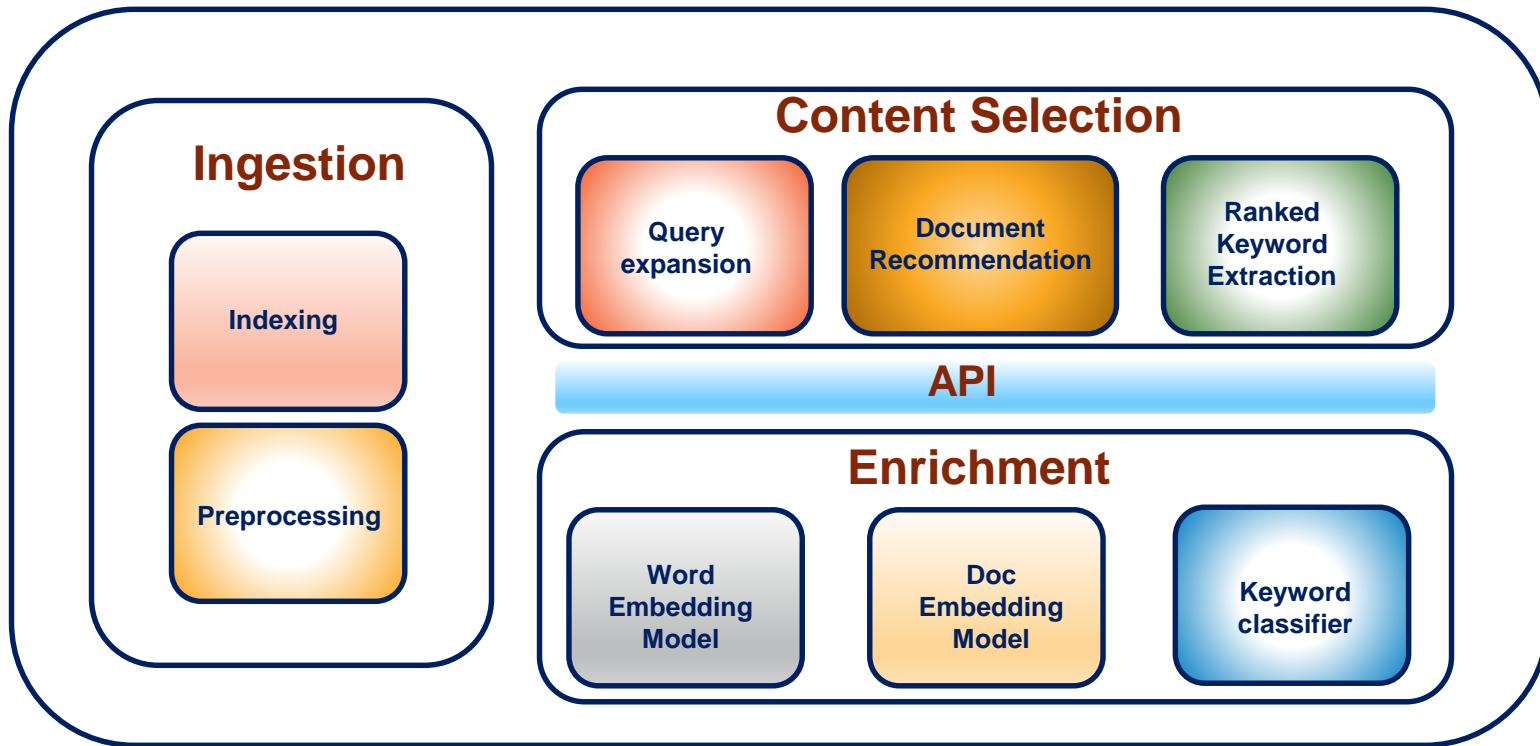 Ingestion
Indexing
Preprocessing
Content Selection
Query
expansion
Document
Recommendation
Ranked
Keyword
Extraction
API
Enrichment
Word
Embedding
Model
Doc
Embedding
Model
Keyword
classifier